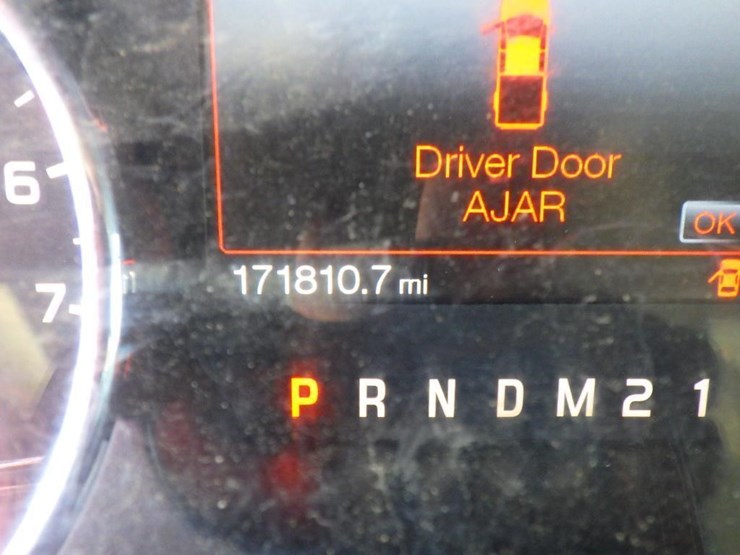 6
7
Driver Door
AJAR
OK
171810.7 mi
P R N D M 2 1